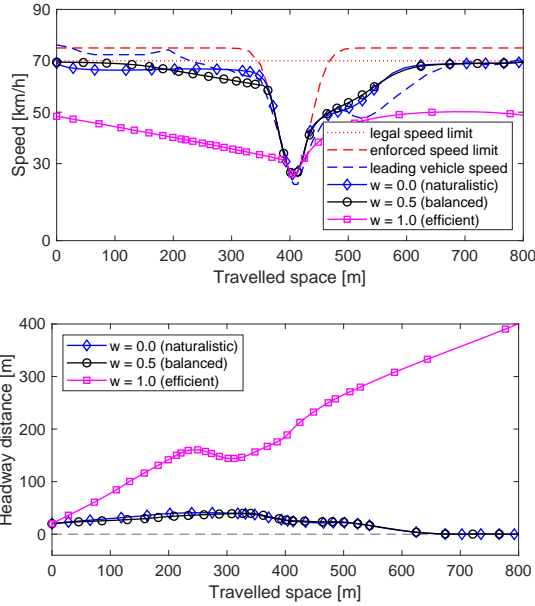 90
70
50
30
0
Speed [km/h]
legal speed limit
enforced speed limit
leading vehicle speed
w = 0.0 (naturalistic)
w = 0.5 (balanced)
w = 1.0 (efficient)
0 100 200 300 400 500 600 700 800
Travelled space [m]
400
300
200
100
0
Headway distance [m]
w = 0.0 (naturalistic)
w = 0.5 (balanced)
w = 1.0 (efficient)
0 100 200 300 400 500 600 700 800
Travelled space [m]